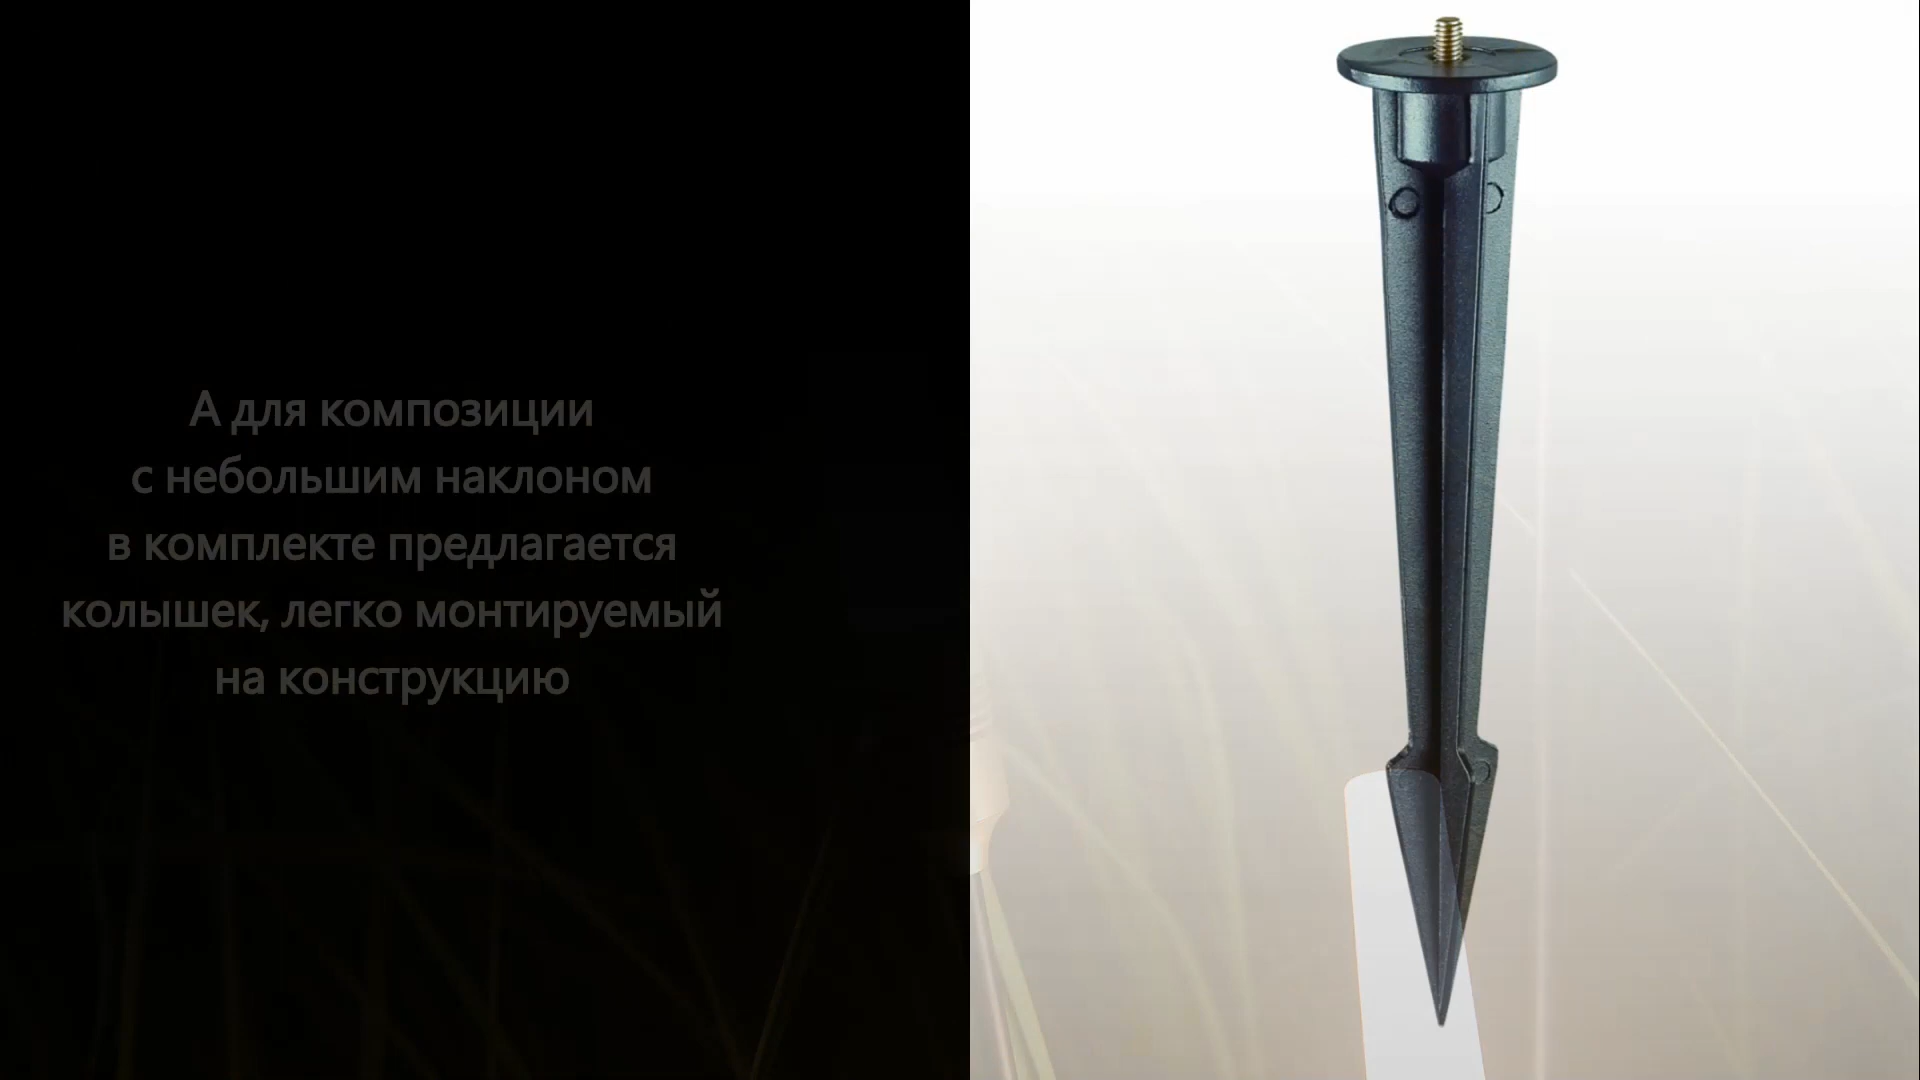 А для композиции
с небольшим наклоном
в комплекте предлагается
колышек, легко монтируемый
на конструкцию